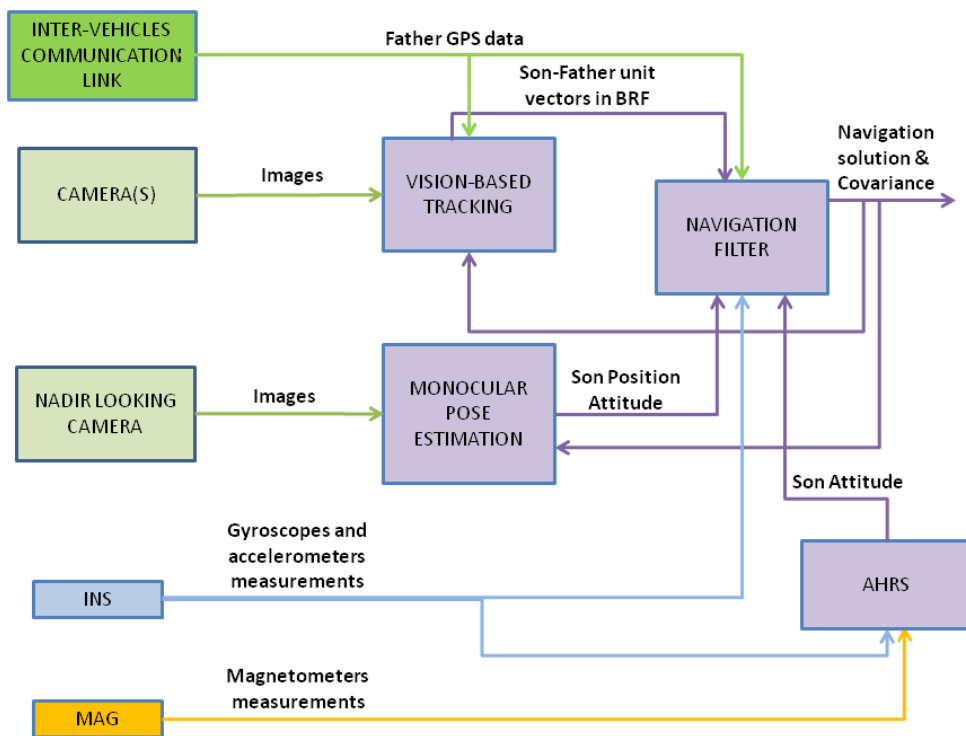 INTER-VEHICLES
COMMUNICATION
LINK
Father GPS data
Son-Father unit
vectors in BRF
Navigation
solution &
Covariance
CAMERA(S)
Images
VISION-BASED
TRACKING
NAVIGATION
FILTER
NADIR LOOKING
CAMERA
Images
MONOCULAR
POSE
ESTIMATION
Son Position
Attitude
Son Attitude
Gyroscopes and
accelerometers
measurements
INS
AHRS
Magnetometers
measurements
MAG